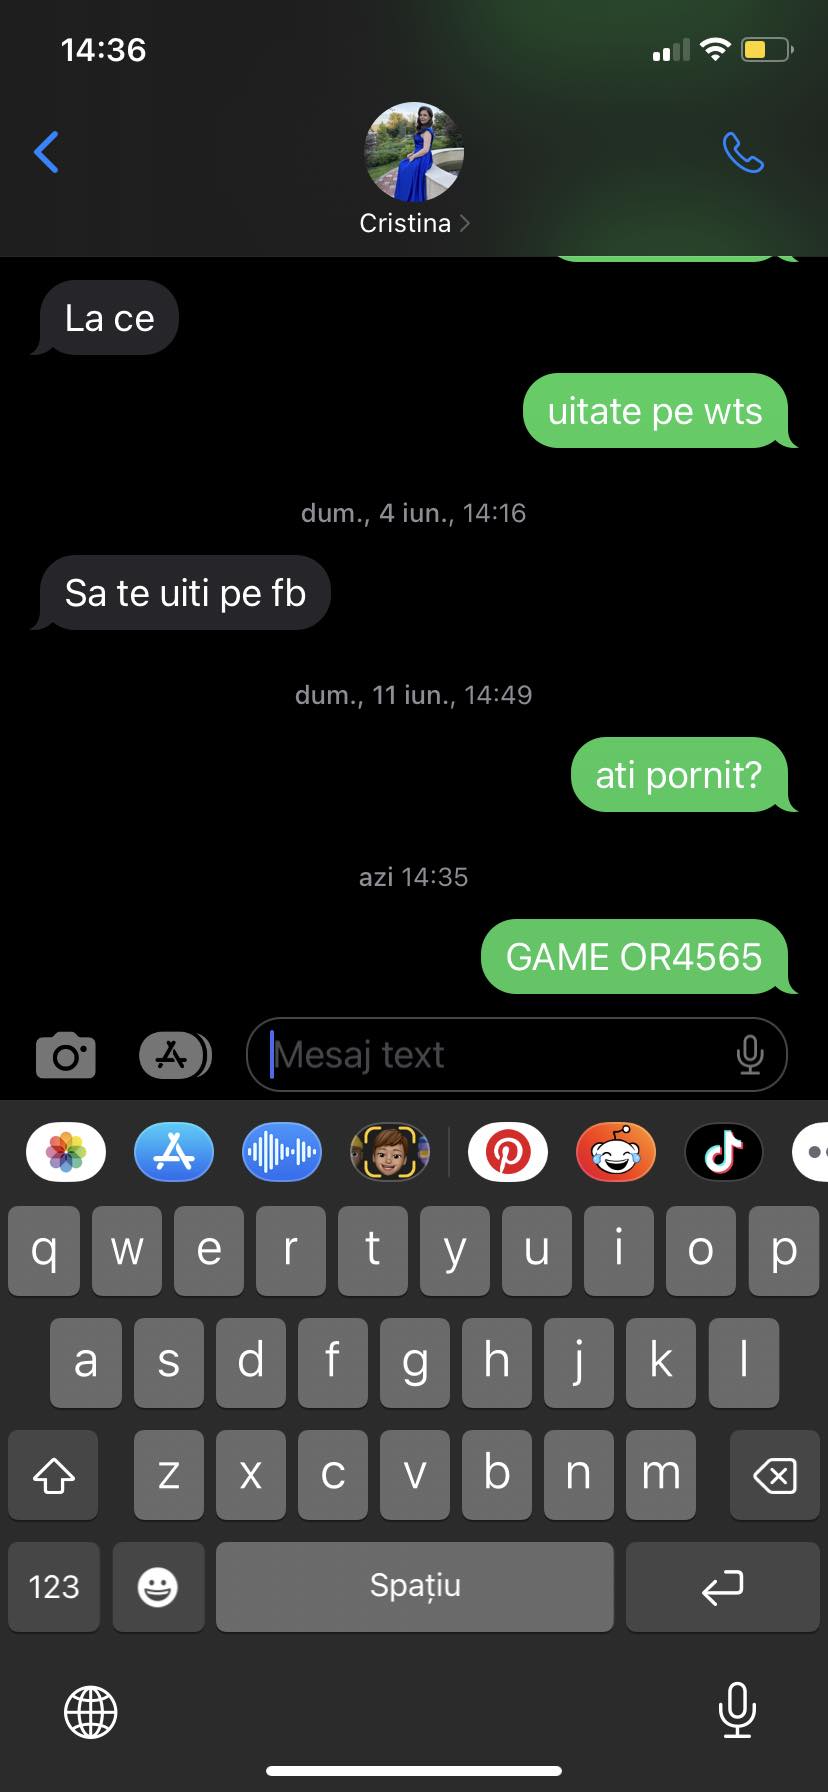 14:36
Cristina
La ce
uitate pe wts
dum., 4 iun., 14:16
Sa te uiti pe fb
dum., 11 iun., 14:49
ati pornit?
azi 14:35
GAME OR4565
Mesaj text
q w e r t y u i o p
a s d f g h j k l
z x c v b n m
123 Spațiu